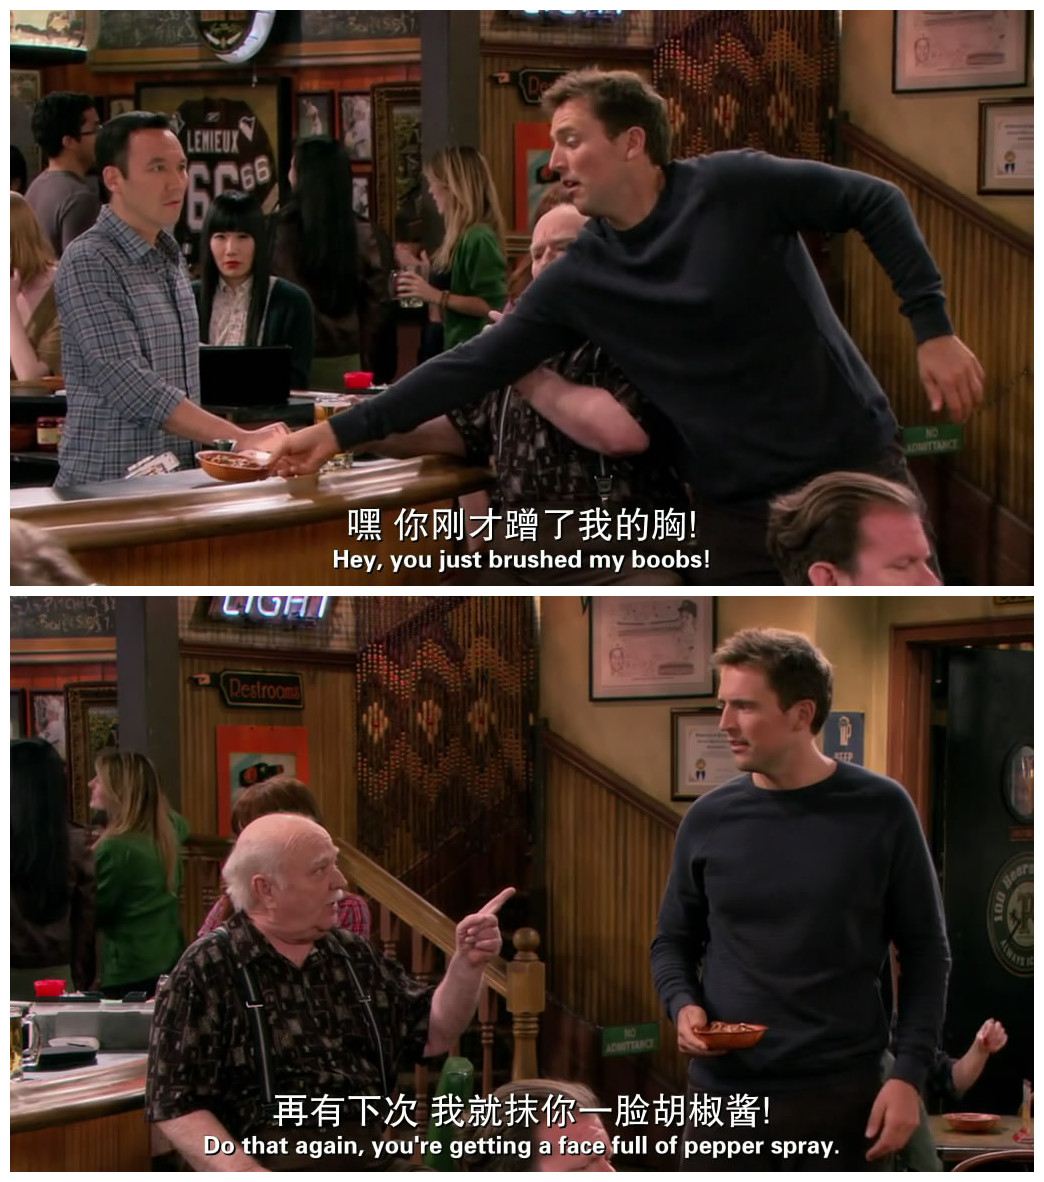 LEMIEUX
66
66
NO
ADMITTANCE
嘿 你刚才蹭了我的胸!
Hey, you just brushed my boobs!
LIGHT
Restrooms
NO
ADMITTANCE
再有下次 我就抹你一脸胡椒酱!
Do that again, you're getting a face full of pepper spray.